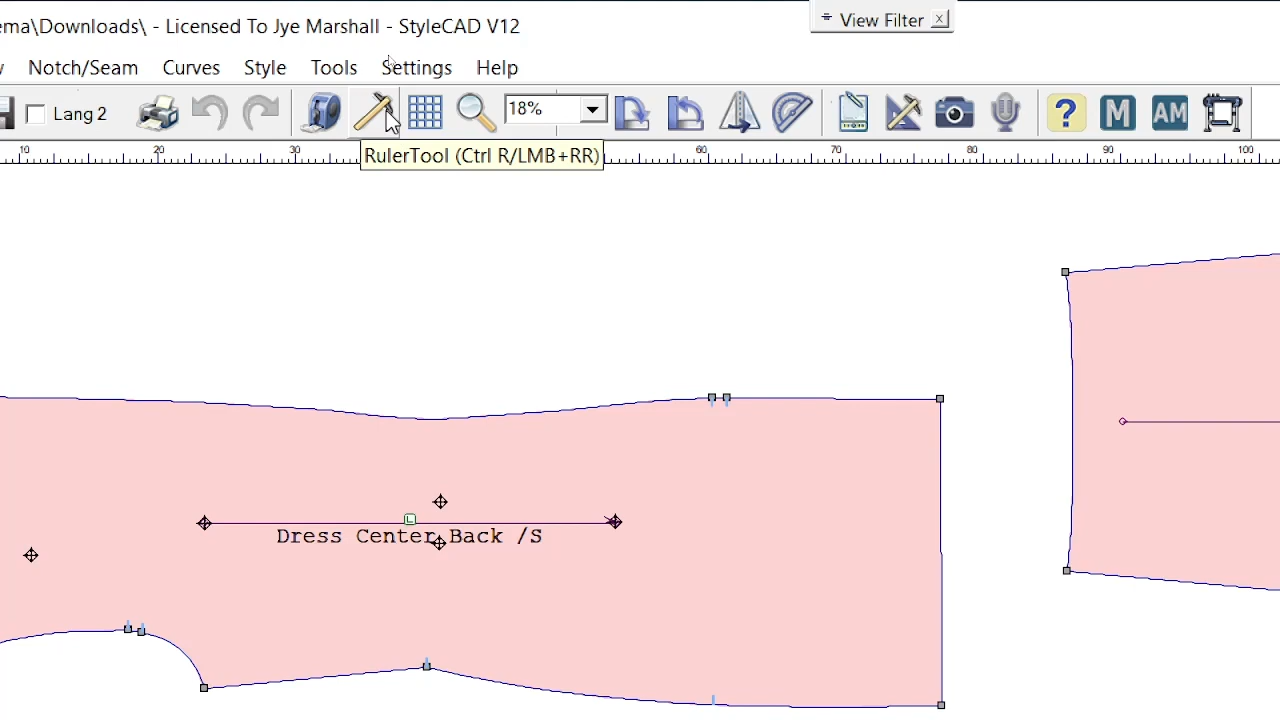 ema\Downloads\ - Licensed To Jye Marshall - StyleCAD V12
View Filter x
Notch/Seam Curves Style Tools Settings Help
Lang 2 18% ? M AM
RulerTool (Ctrl R/LMB+RR)
10 20 30 60 70 80 90 100
L
Dress Center Back /S